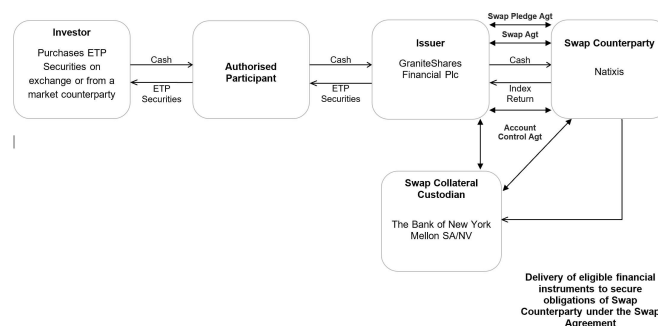 Investor
Purchases ETP
Securities on
exchange or from a
market counterparty
Cash
ETP
Securities
Authorised
Participant
Cash
ETP
Securities
Issuer
GraniteShares
Financial Plc
Swap Pledge Agt
Swap Agt
Cash
Index
Return
Account
Control Agt
Swap Counterparty
Natixis
Swap Collateral
Custodian
The Bank of New York
Mellon SA/NV
Delivery of eligible financial
instruments to secure
obligations of Swap
Counterparty under the Swap
Agreement